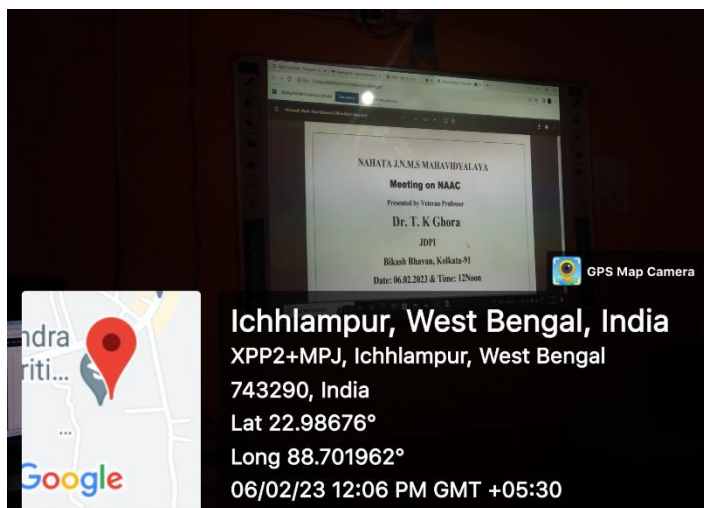 NAHATA J.N.M.S MAHAVIDYALAYA
Meeting on NAAC
Presented by Veteran Professor
Dr. T. K Ghora
JDPI
Bikash Bhavan, Kolkata-91
Date: 06.02.2023 & Time: 12Noon
GPS Map Camera
ndra
riti...
...
Google
Ichhlampur, West Bengal, India
XPP2+MPJ, Ichhlampur, West Bengal
743290, India
Lat 22.98676°
Long 88.701962°
06/02/23 12:06 PM GMT +05:30